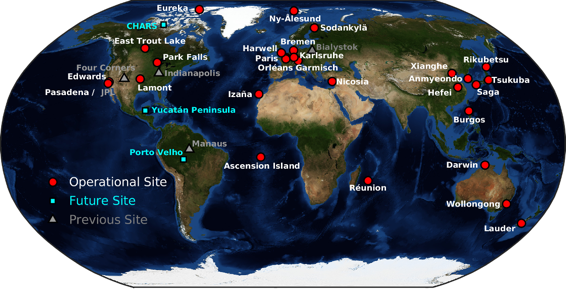 Eureka
Ny-Ålesund
CHARS
Sodankylä
East Trout Lake
Bremen
Harwell
Bialystok
Park Falls
Paris
Karlsruhe
Rikubetsu
Four Corners
Indianapolis
Orléans Garmisch
Xianghe
Edwards
Anmyeondo
Tsukuba
Pasadena / JPL
Lamont
Izaña
Nicosia
Hefei
Saga
Yucatán Peninsula
Burgos
Manaus
Porto Velho
Ascension Island
Darwin
Operational Site
Réunion
Future Site
Wollongong
Previous Site
Lauder